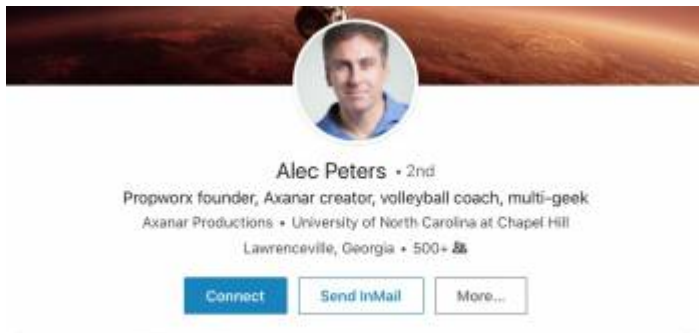 Alec Peters • 2nd
Propworx founder, Axanar creator, volleyball coach, multi-geek
Axanar Productions • University of North Carolina at Chapel Hill
Lawrenceville, Georgia • 500+
Connect Send InMail More...